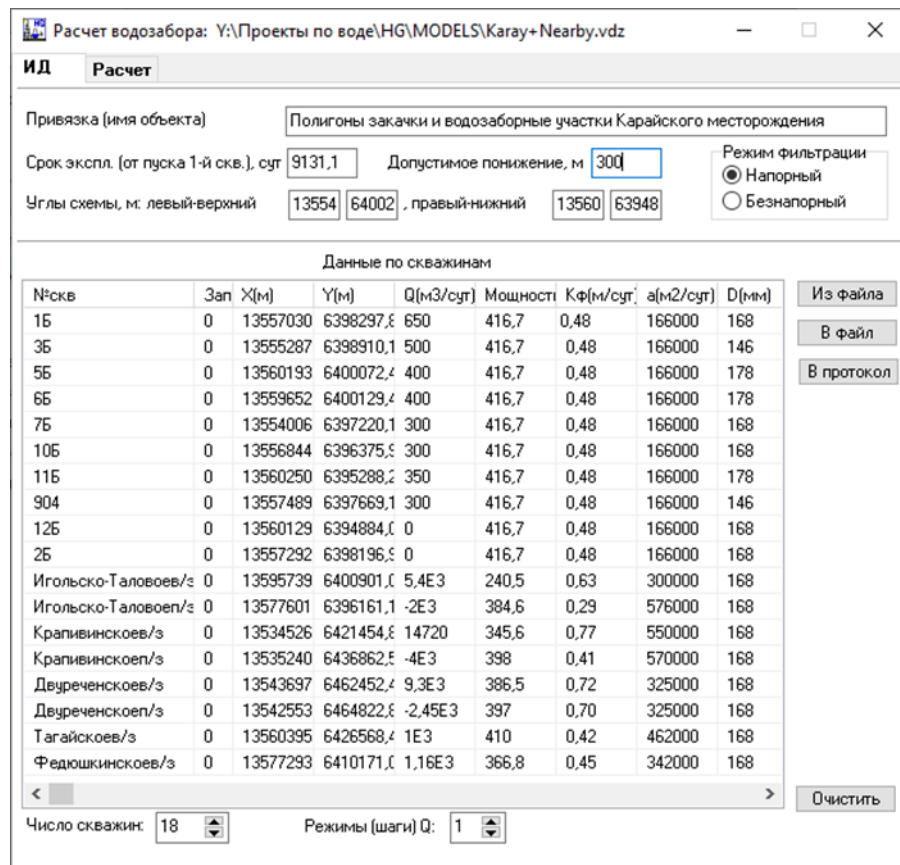 Расчет водозабора: Y:\Проекты по воде\HG\MODELS\Karay+Nearby.vdz
ИД Расчет
Привязка (имя объекта) Полигоны закачки и водозаборные участки Карайского месторождения
Срок экспл. (от пуска 1-й скв.), сут 9131,1 Допустимое понижение, м 300 Режим фильтрации
Напорный
Углы схемы, м: левый-верхний 13554 64002 , правый-нижний 13560 63948 Безнапорный
Данные по скважинам
№скв Зап X(м) Y(м) Q(м3/сут) Мощност Кф(м/сут) а(м2/сут) D(мм) Из файла
1Б 0 13557030 6398297,8 650 416,7 0,48 166000 168
В файл
3Б 0 13555287 6398910,1 500 416,7 0,48 166000 146
5Б 0 13560193 6400072,4 400 416,7 0,48 166000 178 В протокол
6Б 0 13559652 6400129,4 400 416,7 0,48 166000 178
7Б 0 13554006 6397220,1 300 416,7 0,48 166000 168
10Б 0 13556844 6396375,9 300 416,7 0,48 166000 168
11Б 0 13560250 6395288,2 350 416,7 0,48 166000 178
904 0 13557489 6397669,1 300 416,7 0,48 166000 146
12Б 0 13560129 6394884,0 0 416,7 0,48 166000 168
2Б 0 13557292 6398196,9 0 416,7 0,48 166000 168
Игольско-Таловоев/з 0 13595739 6400901,0 5,4E3 240,5 0,63 300000 168
Игольско-Таловоеп/з 0 13577601 6396161,1 -2E3 384,6 0,29 576000 168
Крапивинскоев/з 0 13534526 6421454,8 14720 345,6 0,77 550000 168
Крапивинскоеп/з 0 13535240 6436862,5 -4E3 398 0,41 570000 168
Двуреченскоев/з 0 13543697 6462452,4 9,3E3 386,5 0,72 325000 168
Двуреченскоеп/з 0 13542553 6464822,8 -2,45E3 397 0,70 325000 168
Тагайскоев/з 0 13560395 6426568,4 1E3 410 0,42 462000 168
Федюшкинскоев/з 0 13577293 6410171,0 1,16E3 366,8 0,45 342000 168
Очистить
Число скважин: 18 Режимы (шаги) Q: 1